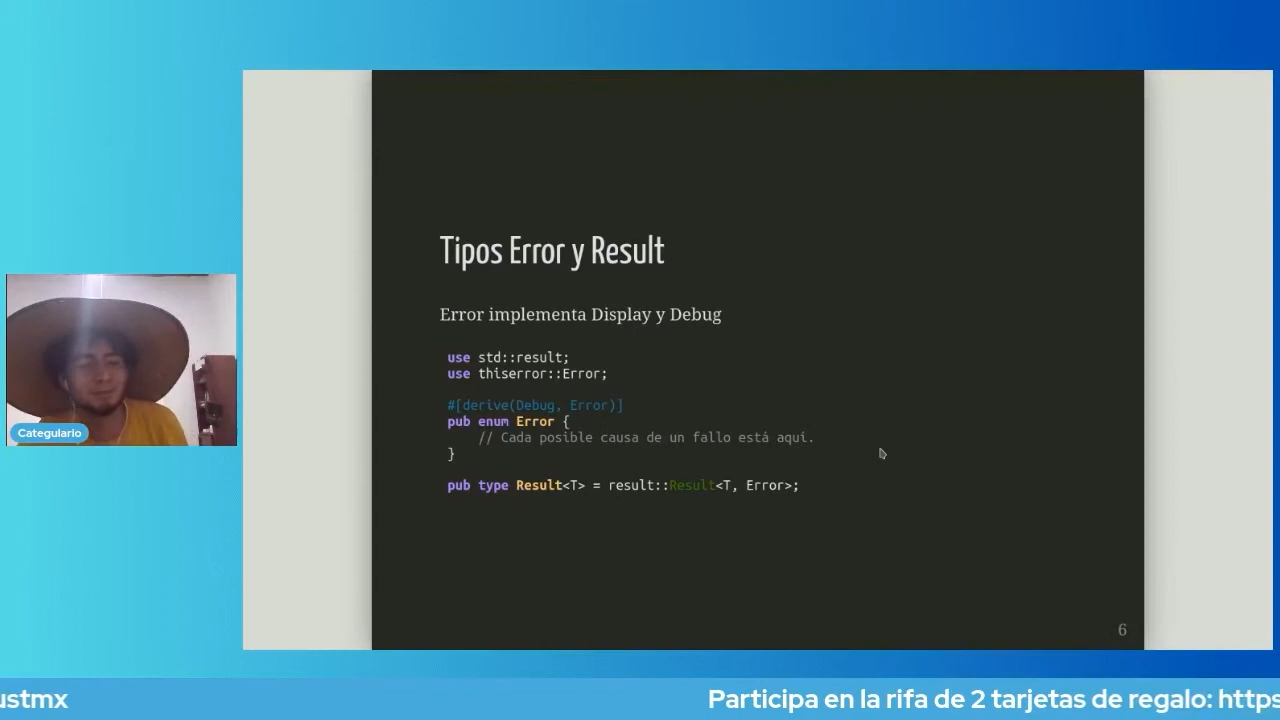 Tipos Error y Result
Error implementa Display y Debug
use std::result;
use thiserror::Error;
#[derive(Debug, Error)]
pub enum Error {
// Cada posible causa de un fallo está aquí.
}
pub type Result<T> = result::Result<T, Error>;
Categulario
6
ustmx
Participa en la rifa de 2 tarjetas de regalo: https